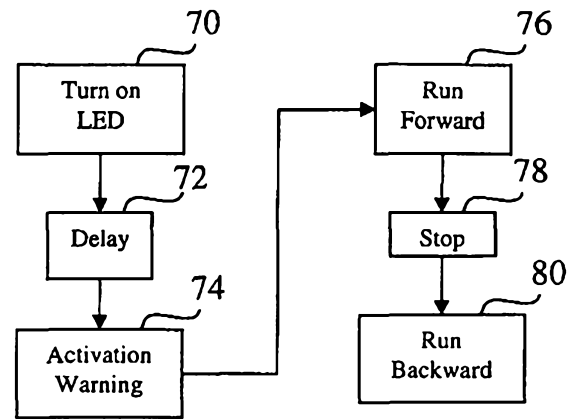 70
Turn on
LED
72
Delay
74
Activation
Warning
76
Run
Forward
78
Stop
80
Run
Backward